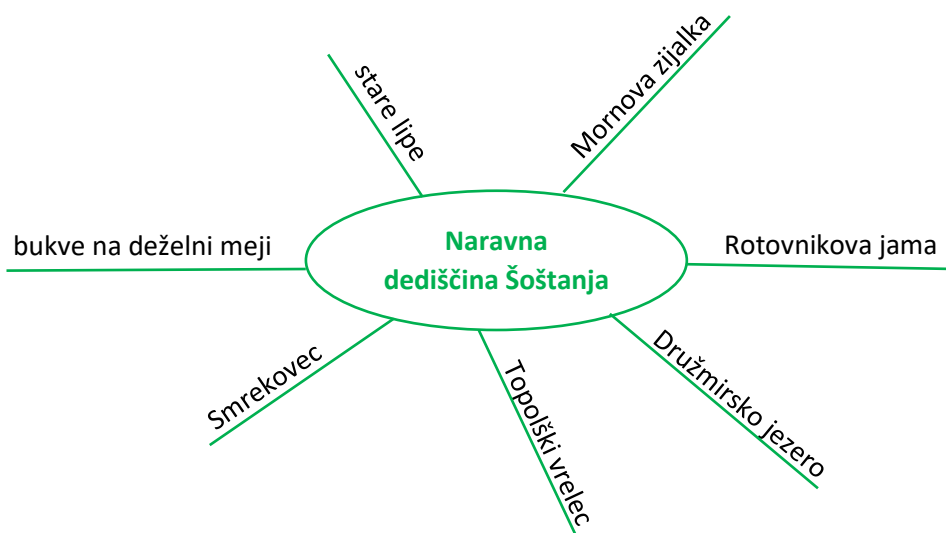 stare lipe
Mornova zijalka
bukve na deželni meji
Naravna
dediščina Šoštanja
Rotovnikova jama
Smrekovec
Topolški vrelec
Družmirsko jezero